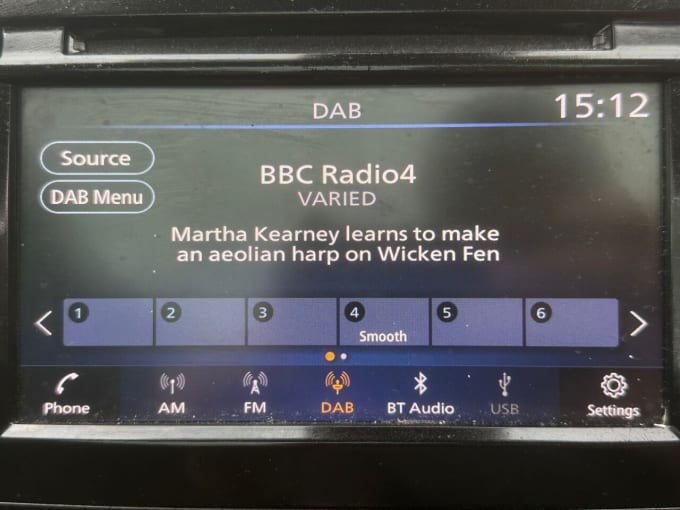 DAB
15:12
Source
DAB Menu
BBC Radio4
VARIED
Martha Kearney learns to make
an aeolian harp on Wicken Fen
1 2 3 4 5 6
Smooth
Phone AM FM DAB BT Audio USB Settings